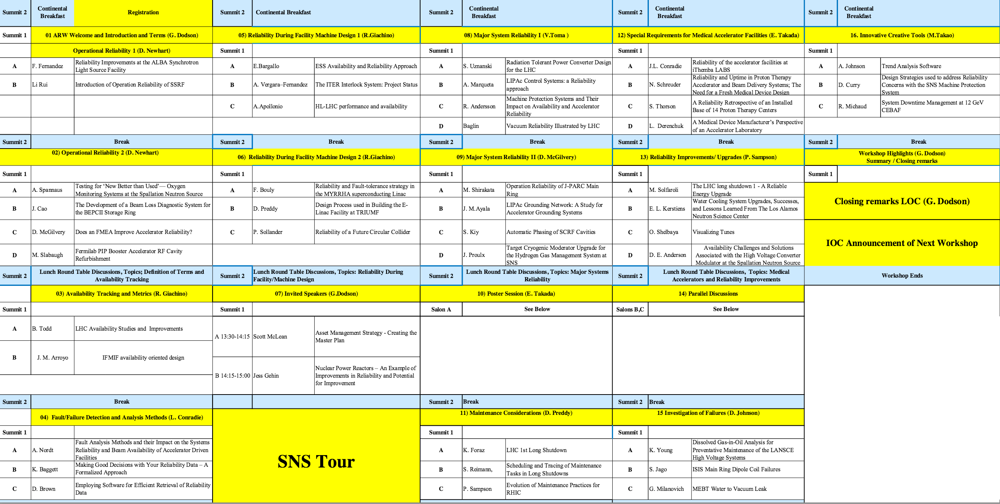 Summit 2
Continental
Breakfast
Registration
Summit 2
Continental Breakfast
Summit 2
Continental
Breakfast
Summit 2
Continental
Breakfast
Summit 2
Continental
Breakfast
Summit 1
01 ARW Welcome and Introduction and Terms (G. Dodson)
05) Reliability During Facility Machine Design 1 (R.Giachino)
08) Major System Reliability I (V.Toma )
12) Special Requirements for Medical Accelerator Facilities (E. Takada)
16. Innovative Creative Tools (M.Takao)
Operational Reliability 1 (D. Newhart)
Summit 1
Summit 1
Summit 1
Summit 1
A
F. Fernandez
Reliability Improvements at the ALBA Synchrotron
Light Source Facility
A
E.Bargallo
ESS Availability and Reliability Approach
A
S. Uznanski
Radiation Tolerant Power Converter Design
for the LHC
A
J.L. Conradie
Reliability of the accelerator facilities at
iThemba LABS
A
A. Johnson
Trend Analysis Software
B
Li Rui
Introduction of Operation Reliability of SSRF
B
A. Vergara–Fernandez
The ITER Interlock System: Project Status
B
A. Marqueta
LIPAc Control Systems: a Reliability
approach
B
N. Schreuder
Reliability and Uptime in Proton Therapy
Accelerator and Beam Delivery Systems; The
Need for a Fresh Medical Device Design
B
D. Curry
Design Strategies used to address Reliability
Concerns with the SNS Machine Protection
System
C
A.Apollonio
HL-LHC performance and availability
C
R. Andersson
Machine Protection Systems and Their
Impact on Availability and Accelerator
Reliability
C
S. Thorson
A Reliability Retrospective of an Installed
Base of 14 Proton Therapy Centers
C
R. Michaud
System Downtime Management at 12 GeV
CEBAF
D
Baglin
Vacuum Reliability Illustrated by LHC
D
L. Derenchuk
A Medical Device Manufacturer’s Perspective
of an Accelerator Laboratory
Summit 2
Break
Summit 2
Break
Summit 2
Break
Summit 2
Break
Summit 2
Break
02) Operational Reliability 2 (D. Newhart)
06) Reliability During Facility Machine Design 2 (R.Giachino)
09) Major System Reliability II (D. McGilvery)
13) Reliability Improvements/ Upgrades (P. Sampson)
Workshop Highlights (G. Dodson)
Summary / Closing remarks
Summit 1
Summit 1
Summit 1
Summit 1
Summit 1
A
A. Spannaus
Testing for ‘New Better than Used’— Oxygen
Monitoring Systems at the Spallation Neutron Source
A
F. Bouly
Reliability and Fault-tolerance strategy in
the MYRRHA superconducting Linac
A
M. Shirakata
Operation Reliability of J-PARC Main
Ring
A
M. Solfaroli
The LHC long shutdown 1 - A Reliable
Energy Upgrade
Closing remarks LOC (G. Dodson)
B
J. Cao
The Development of a Beam Loss Diagnostic System for
the BEPCII Storage Ring
B
D. Preddy
Design Process used in Building the E-
Linac Facility at TRIUMF
B
J. M.Ayala
LIPAc Grounding Network: A Study for
Accelerator Grounding Systems
B
E. L. Kerstiens
Water Cooling System Upgrades, Successes,
and Lessons Learned From The Los Alamos
Neutron Science Center
C
D. McGilvery
Does an FMEA Improve Accelerator Reliability?
C
P. Sollander
Reliability of a Future Circular Collider
C
S. Kiy
Automatic Phasing of SCRF Cavities
C
O. Shelbaya
Visualizing Tunes
IOC Announcement of Next Workshop
D
M. Slabaugh
Fermilab PIP Booster Accelerator RF Cavity
Refurbishment
D
J. Proulx
Target Cryogenic Moderator Upgrade for
the Hydrogen Gas Management System at
SNS
D
D. E. Anderson
Availability Challenges and Solutions
Associated with the High Voltage Converter
Modulator at the Spallation Neutron Source
Summit 2
Lunch Round Table Discussions, Topics; Definition of Terms and
Availability Tracking
Summit 2
Lunch Round Table Discussions, Topics: Reliability During
Facility/Machine Design
Summit 2
Lunch Round Table Discussions, Topics: Major Systems
Reliability
Summit 2
Lunch Round Table Discussions, Topics: Medical
Accelerators and Reliability Improvements
Workshop Ends
03) Availability Tracking and Metrics (R. Giachino)
07) Invited Speakers (G.Dodson)
10) Poster Session (E. Takada)
14) Parallel Discussions
Summit 1
Summit 1
Salon A
See Below
Salons B,C
See Below
A
B. Todd
LHC Availability Studies and Improvements
A 13:30-14:15
Scott McLean
Asset Management Strategy - Creating the
Master Plan
B
J. M. Arroyo
IFMIF availability oriented design
B 14:15-15:00
Jess Gehin
Nuclear Power Reactors – An Example of
Improvements in Reliability and Potential
for Improvement
Summit 2
Break
Summit 2
Break
Summit 2
Break
04) Fault/Failure Detection and Analysis Methods (L. Conradie)
SNS Tour
11) Maintenance Considerations (D. Preddy)
15 Investigation of Failures (D. Johnson)
Summit 1
Summit 1
Summit 1
A
A. Nordt
Fault Analysis Methods and their Impact on the Systems
Reliability and Beam Availability of Accelerator Driven
Facilities
A
K. Foraz
LHC 1st Long Shutdown
A
K. Young
Dissolved Gas-in-Oil Analysis for
Preventative Maintenance of the LANSCE
High Voltage Systems
B
K. Baggett
Making Good Decisions with Your Reliability Data – A
Formalized Approach
B
S. Reimann,
Scheduling and Tracing of Maintenance
Tasks in Long Shutdowns
B
S. Jago
ISIS Main Ring Dipole Coil Failures
C
D. Brown
Employing Software for Efficient Retrieval of Reliability
Data
C
P. Sampson
Evolution of Maintenance Practices for
RHIC
C
G. Milanovich
MEBT Water to Vacuum Leak